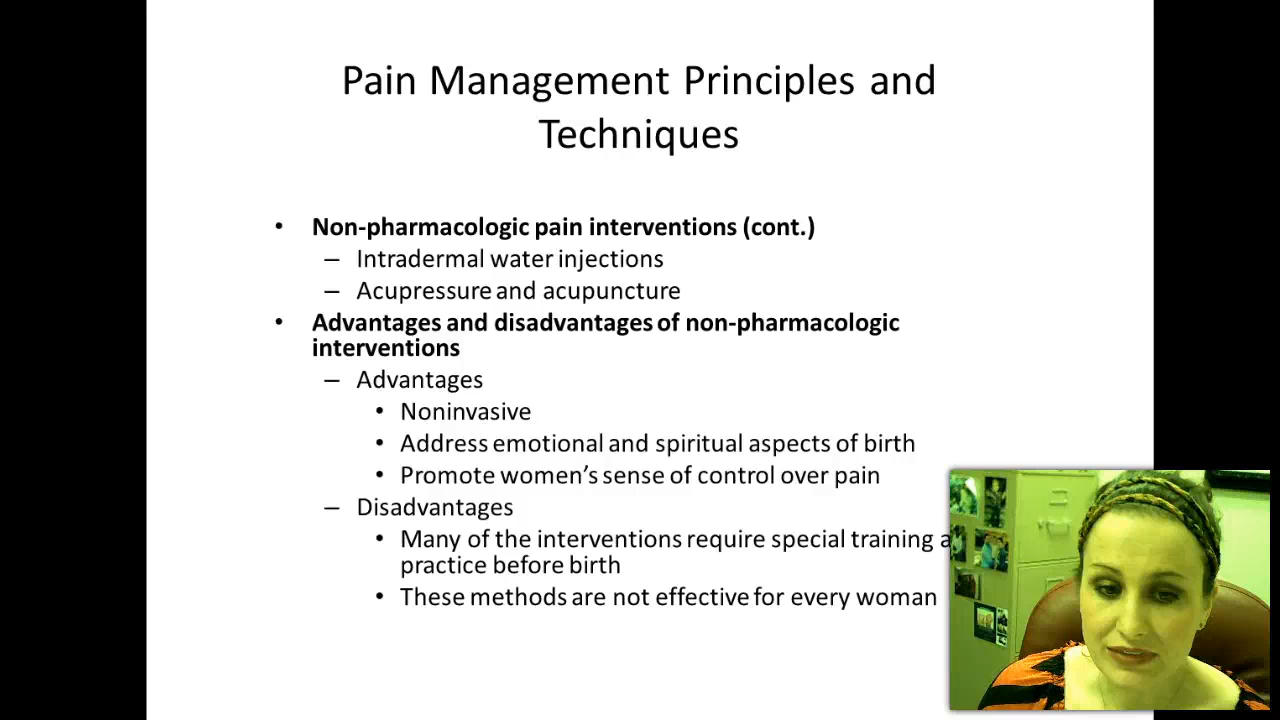 Pain Management Principles and
Techniques
• Non-pharmacologic pain interventions (cont.)
– Intradermal water injections
– Acupressure and acupuncture
• Advantages and disadvantages of non-pharmacologic
interventions
– Advantages
• Noninvasive
• Address emotional and spiritual aspects of birth
• Promote women's sense of control over pain
– Disadvantages
• Many of the interventions require special training
practice before birth
• These methods are not effective for every woman